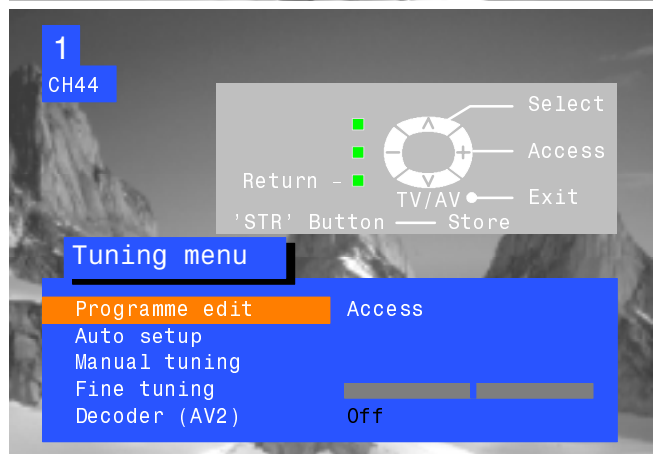 1
CH44
Select
Access
Return –
TV/AV Exit
'STR' Button — Store
Tuning menu
Programme edit Access
Auto setup
Manual tuning
Fine tuning
Decoder (AV2) Off